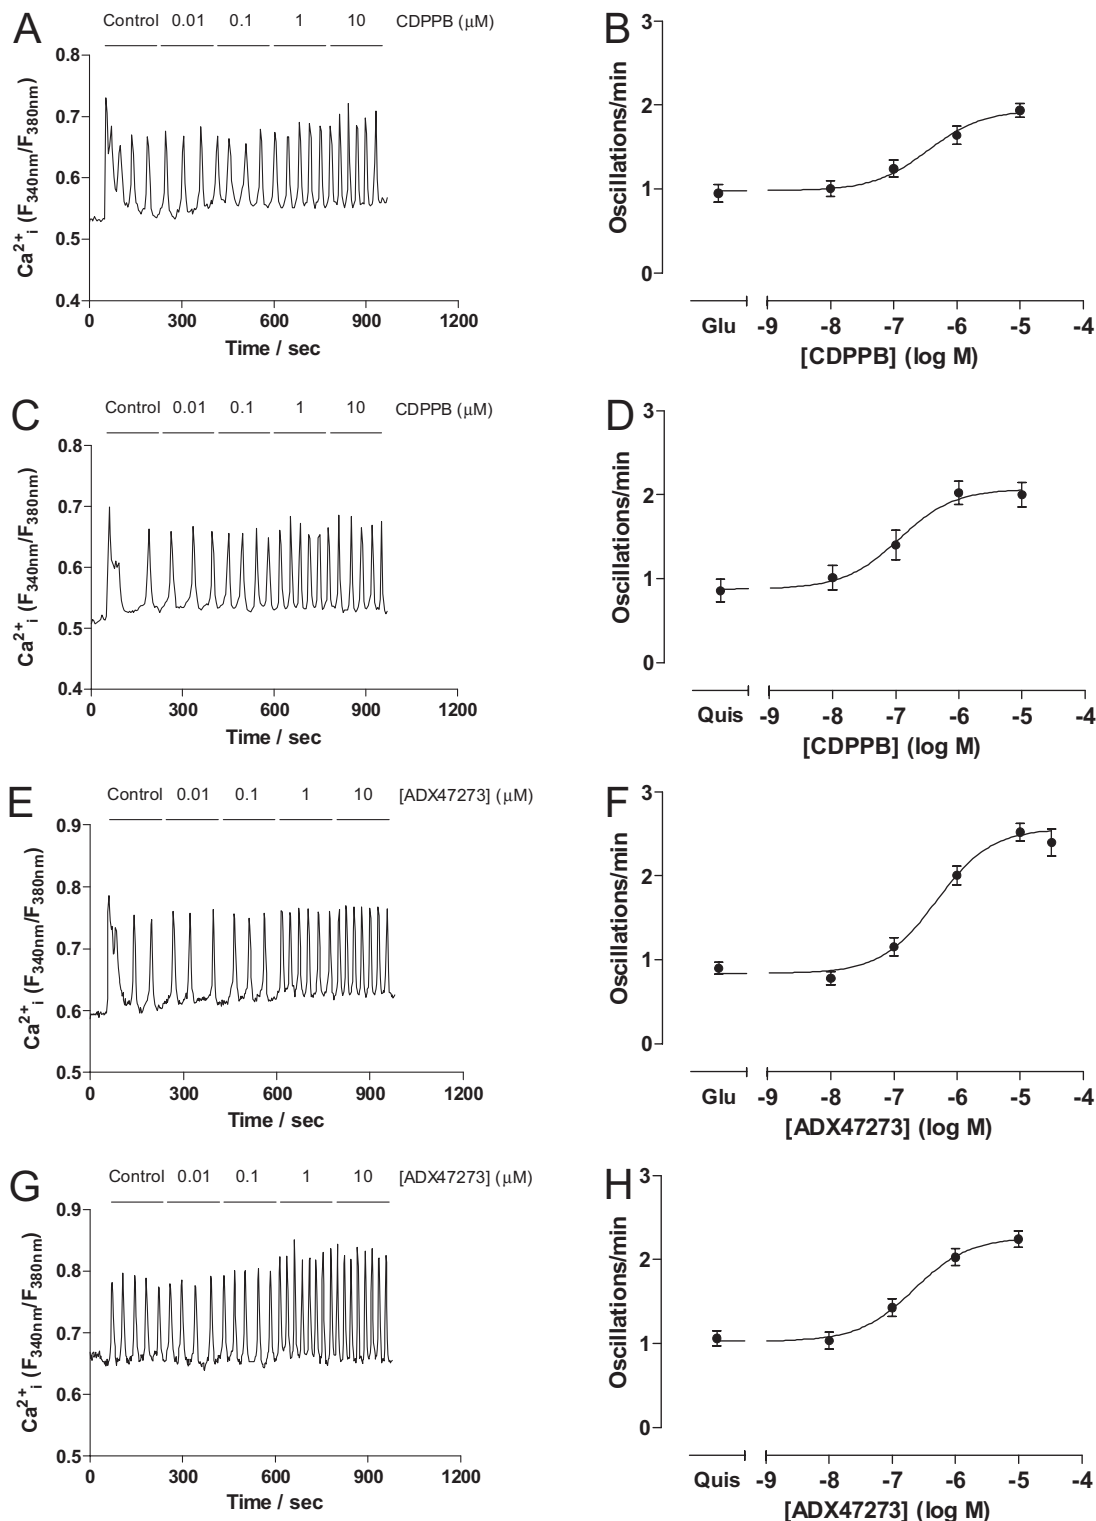 A
Control 0.01 0.1 1 10 CDPPB (μM)
0.8
0.7
0.6
0.5
0.4
Ca²⁺ᵢ (F340nm/F380nm)
0 300 600 900 1200
Time / sec
B
3
2
1
0
Oscillations/min
Glu -9 -8 -7 -6 -5 -4
[CDPPB] (log M)
C
Control 0.01 0.1 1 10 CDPPB (μM)
0.8
0.7
0.6
0.5
0.4
Ca²⁺ᵢ (F340nm/F380nm)
0 300 600 900 1200
Time / sec
D
3
2
1
0
Oscillations/min
Quis -9 -8 -7 -6 -5 -4
[CDPPB] (log M)
E
Control 0.01 0.1 1 10 [ADX47273] (μM)
0.9
0.8
0.7
0.6
0.5
Ca²⁺ᵢ (F340nm/F380nm)
0 300 600 900 1200
Time / sec
F
3
2
1
0
Oscillations/min
Glu -9 -8 -7 -6 -5 -4
[ADX47273] (log M)
G
Control 0.01 0.1 1 10 [ADX47273] (μM)
0.9
0.8
0.7
0.6
0.5
Ca²⁺ᵢ (F340nm/F380nm)
0 300 600 900 1200
Time / sec
H
3
2
1
0
Oscillations/min
Quis -9 -8 -7 -6 -5 -4
[ADX47273] (log M)